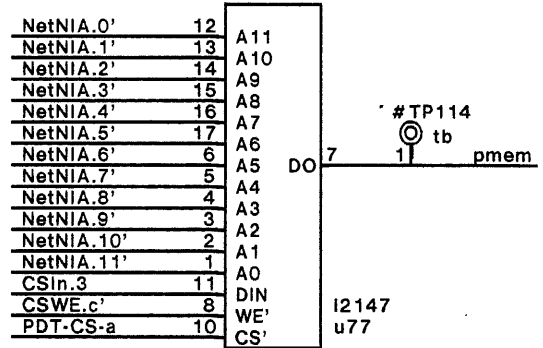 NetNIA.0' 12 A11
NetNIA.1' 13 A10
NetNIA.2' 14 A9
NetNIA.3' 15 A8
NetNIA.4' 16 A7
NetNIA.5' 17 A6
NetNIA.6' 6 A5 DO 7 1 pmem
NetNIA.7' 5 A4
NetNIA.8' 4 A3
NetNIA.9' 3 A2
NetNIA.10' 2 A1
NetNIA.11' 1 A0
CSIn.3 11 DIN
CSWE.c' 8 WE'
PDT-CS-a 10 CS'
#TP114
tb
I2147
u77